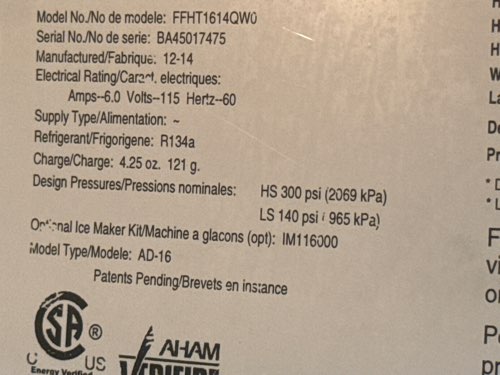 Model No./No de modele: FFHT1614QW0
Serial No./No de serie: BA45017475
Manufactured/Fabrique: 12-14
Electrical Rating/Caract. electriques:
Amps--6.0 Volts--115 Hertz--60
Supply Type/Alimentation: ~
Refrigerant/Frigorigene: R134a
Charge/Charge: 4.25 oz. 121 g.
Design Pressures/Pressions nominales: HS 300 psi (2069 kPa)
LS 140 psi ( 965 kPa)
Optional Ice Maker Kit/Machine a glacons (opt): IM116000
Model Type/Modele: AD-16
Patents Pending/Brevets en instance
SA ®
C US
Energy Verified
AHAM
VERIFIED